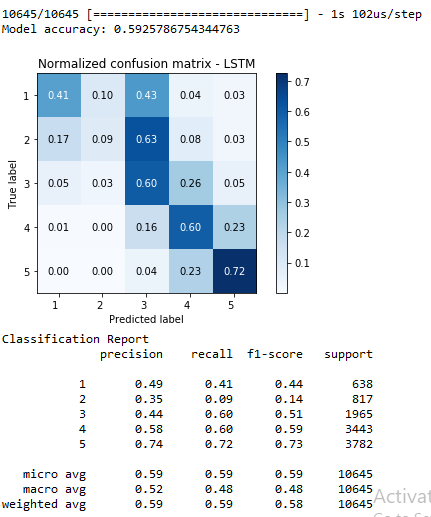 10645/10645 [==============================] - 1s 102us/step
Model accuracy: 0.5925786754344763
Normalized confusion matrix - LSTM
1 0.41 0.10 0.43 0.04 0.03
2 0.17 0.09 0.63 0.08 0.03
3 0.05 0.03 0.60 0.26 0.05
4 0.01 0.00 0.16 0.60 0.23
5 0.00 0.00 0.04 0.23 0.72
1 2 3 4 5
True label
Predicted label
0.7
0.6
0.5
0.4
0.3
0.2
0.1
Classification Report
precision recall f1-score support
1 0.49 0.41 0.44 638
2 0.35 0.09 0.14 817
3 0.44 0.60 0.51 1965
4 0.58 0.60 0.59 3443
5 0.74 0.72 0.73 3782
micro avg 0.59 0.59 0.59 10645
macro avg 0.52 0.48 0.48 10645
weighted avg 0.59 0.59 0.58 10645
Activat